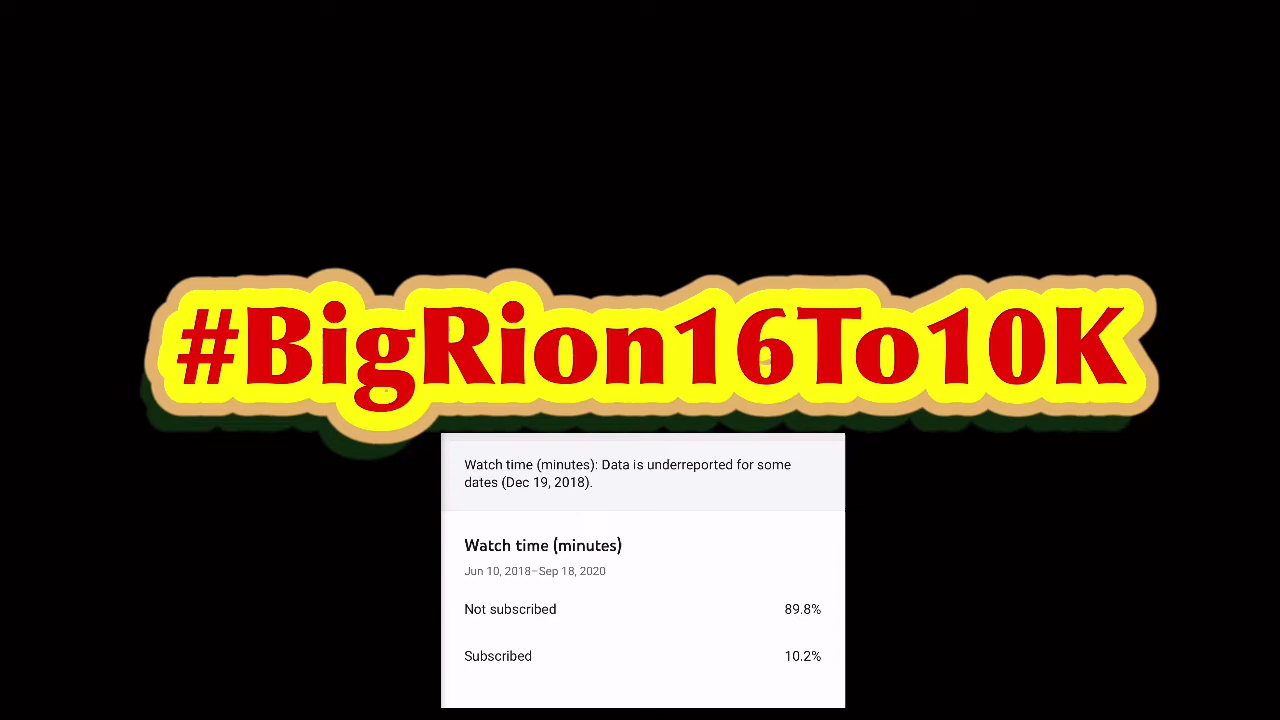 #BigRion16To10K
Watch time (minutes): Data is underreported for some
dates (Dec 19, 2018).
Watch time (minutes)
Jun 10, 2018–Sep 18, 2020
Not subscribed 89.8%
Subscribed 10.2%